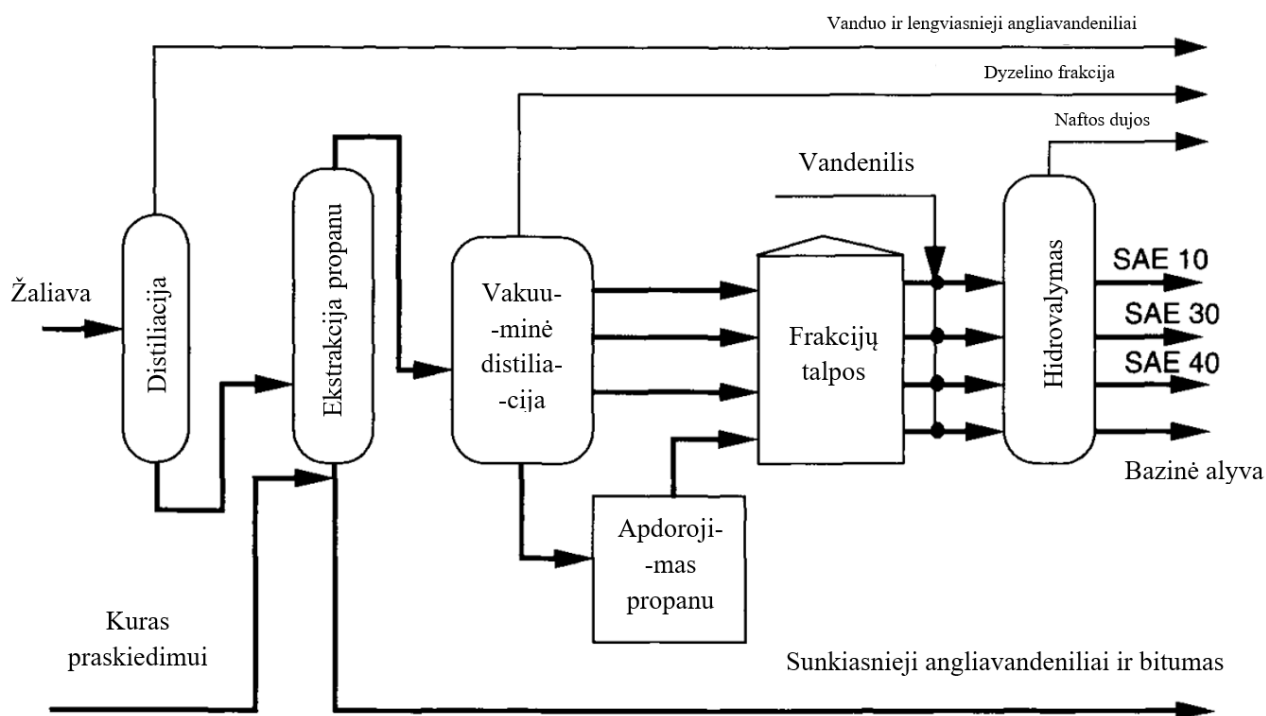 Vanduo ir lengviasnieji angliavandeniliai
Dyzelino frakcija
Naftos dujos
Vandenilis
Žaliava
Distiliacija
Ekstrakcija propanu
Vakuu-
-minė
distilia-
-cija
Frakcijų
talpos
Hidrovalymas
SAE 10
SAE 30
SAE 40
Bazinė alyva
Apdoroji-
-mas
propanu
Kuras
praskiedimui
Sunkiasnieji angliavandeniliai ir bitumas